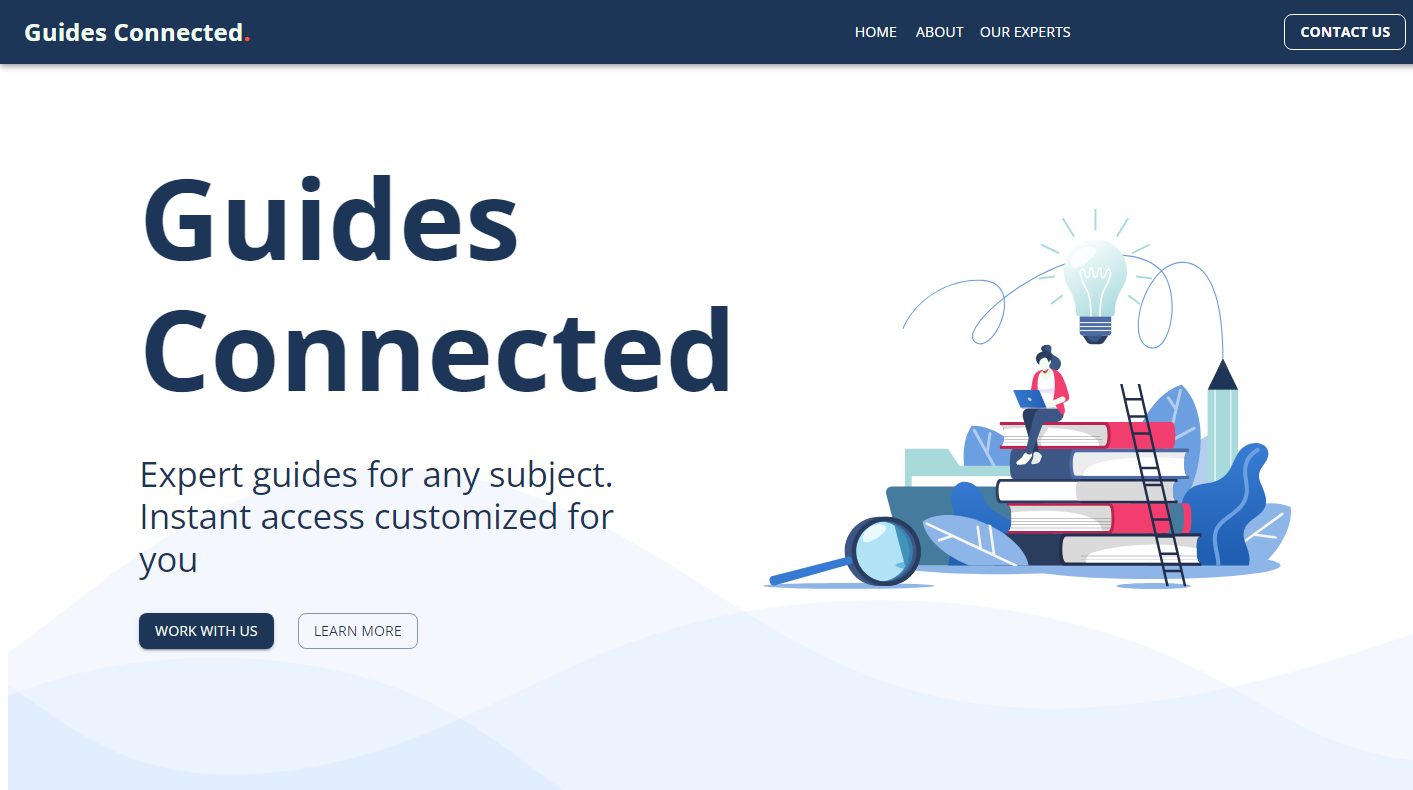 Guides Connected.
HOME ABOUT OUR EXPERTS
CONTACT US
Guides
Connected
Expert guides for any subject.
Instant access customized for
you
WORK WITH US
LEARN MORE